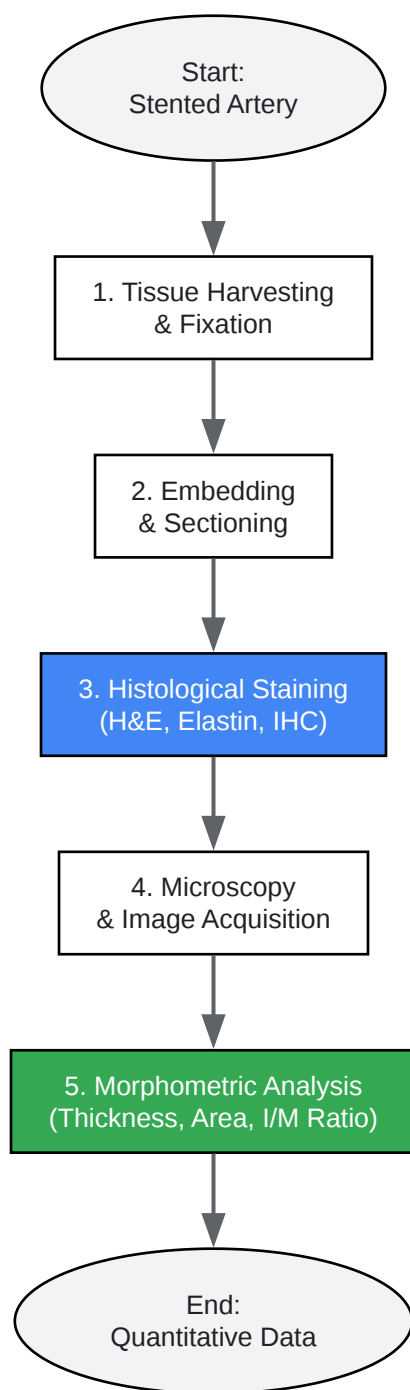 Start:
Stented Artery
1. Tissue Harvesting
& Fixation
2. Embedding
& Sectioning
3. Histological Staining
(H&E, Elastin, IHC)
4. Microscopy
& Image Acquisition
5. Morphometric Analysis
(Thickness, Area, I/M Ratio)
End:
Quantitative Data